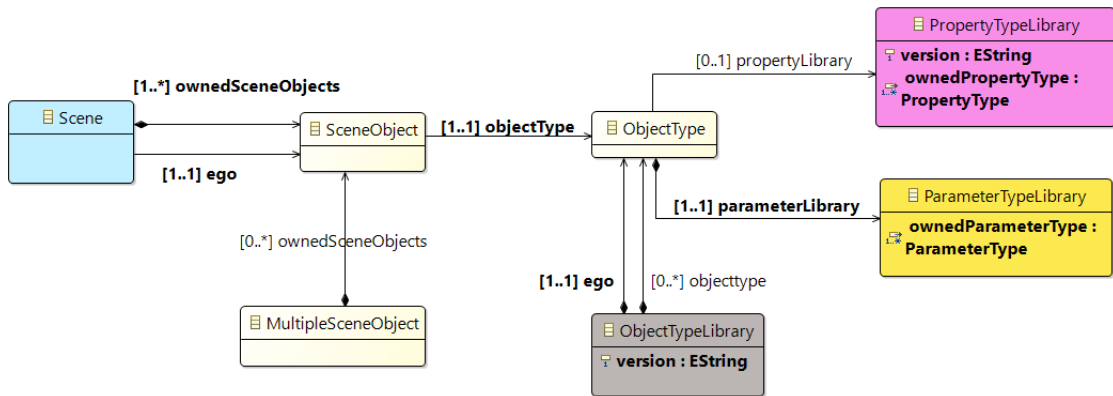 PropertyTypeLibrary
version : EString
ownedPropertyType :
PropertyType
[0..1] propertyLibrary
[1..*] ownedSceneObjects
Scene
SceneObject
[1..1] objectType
ObjectType
[1..1] ego
ParameterTypeLibrary
ownedParameterType :
ParameterType
[1..1] parameterLibrary
[0..*] ownedSceneObjects
[1..1] ego
[0..*] objecttype
MultipleSceneObject
ObjectTypeLibrary
version : EString